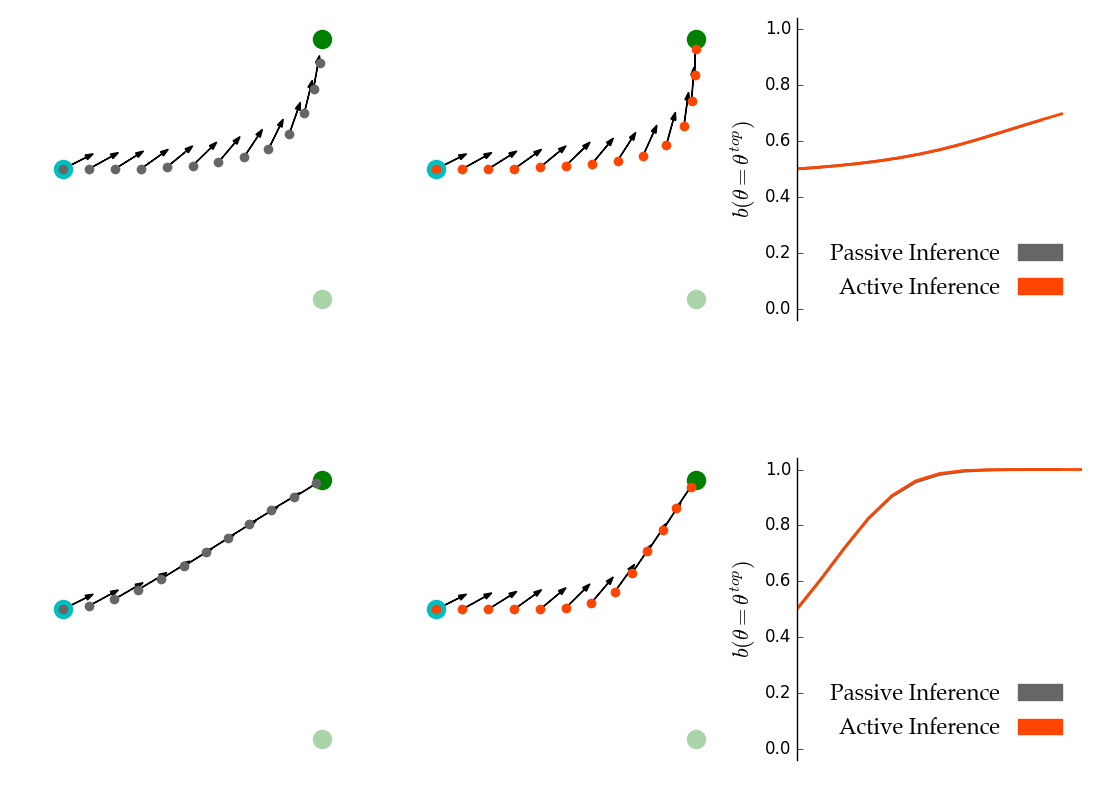 1.0
0.8
0.6
0.4
0.2
0.0
b(θ = θ^top)
Passive Inference
Active Inference
1.0
0.8
0.6
0.4
0.2
0.0
b(θ = θ^top)
Passive Inference
Active Inference